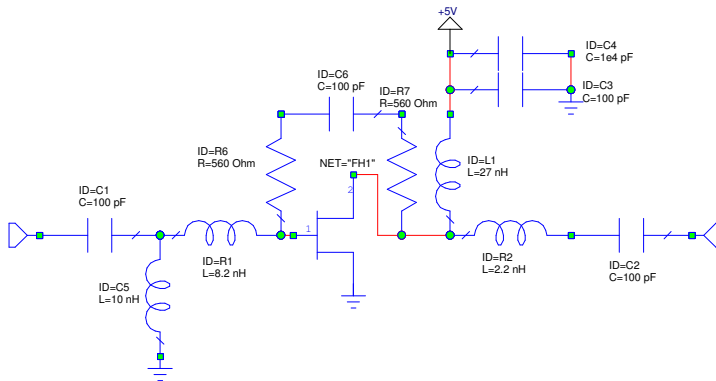 +5V
ID=C4
C=1e4 pF
ID=C6
C=100 pF
ID=R7
R=560 Ohm
ID=C3
C=100 pF
ID=R6
R=560 Ohm
NET="FH1"
ID=L1
L=27 nH
2
ID=C1
C=100 pF
1
ID=R1
L=8.2 nH
ID=R2
L=2.2 nH
ID=C2
C=100 pF
ID=C5
L=10 nH